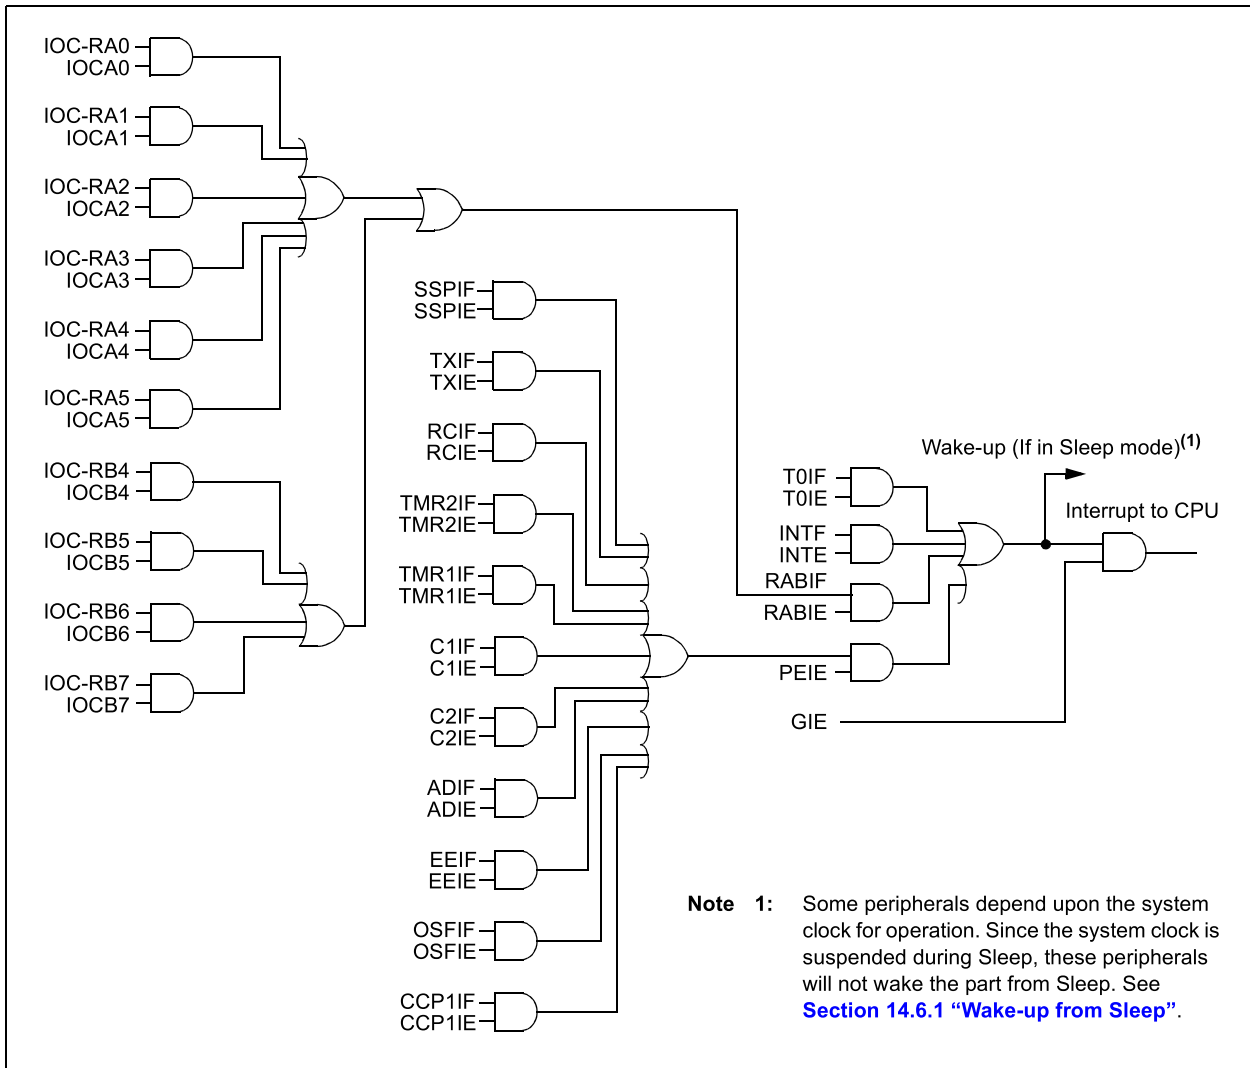 IOC-RA0
IOCA0
IOC-RA1
IOCA1
IOC-RA2
IOCA2
IOC-RA3
IOCA3
IOC-RA4
IOCA4
IOC-RA5
IOCA5
IOC-RB4
IOCB4
IOC-RB5
IOCB5
IOC-RB6
IOCB6
IOC-RB7
IOCB7
SSPIF
SSPIE
TXIF
TXIE
RCIF
RCIE
TMR2IF
TMR2IE
TMR1IF
TMR1IE
C1IF
C1IE
C2IF
C2IE
ADIF
ADIE
EEIF
EEIE
OSFIF
OSFIE
CCP1IF
CCP1IE
T0IF
T0IE
INTF
INTE
RABIF
RABIE
PEIE
GIE
Wake-up (If in Sleep mode)(1)
Interrupt to CPU
Note 1: Some peripherals depend upon the system
clock for operation. Since the system clock is
suspended during Sleep, these peripherals
will not wake the part from Sleep. See
Section 14.6.1 “Wake-up from Sleep”.